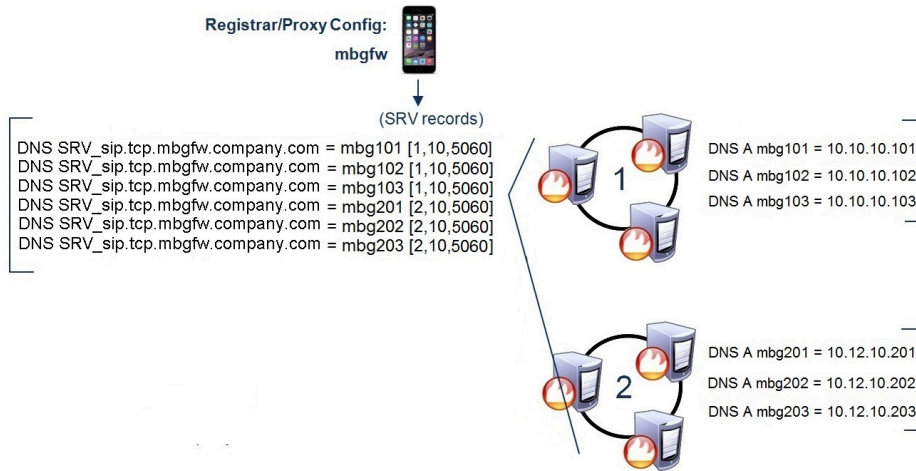 Registrar/Proxy Config:
mbgfw
(SRV records)
DNS SRV_sip.tcp.mbgfw.company.com = mbg101 [1,10,5060]
DNS SRV_sip.tcp.mbgfw.company.com = mbg102 [1,10,5060]
DNS SRV_sip.tcp.mbgfw.company.com = mbg103 [1,10,5060]
DNS SRV_sip.tcp.mbgfw.company.com = mbg201 [2,10,5060]
DNS SRV_sip.tcp.mbgfw.company.com = mbg202 [2,10,5060]
DNS SRV_sip.tcp.mbgfw.company.com = mbg203 [2,10,5060]
1
DNS A mbg101 = 10.10.10.101
DNS A mbg102 = 10.10.10.102
DNS A mbg103 = 10.10.10.103
2
DNS A mbg201 = 10.12.10.201
DNS A mbg202 = 10.12.10.202
DNS A mbg203 = 10.12.10.203